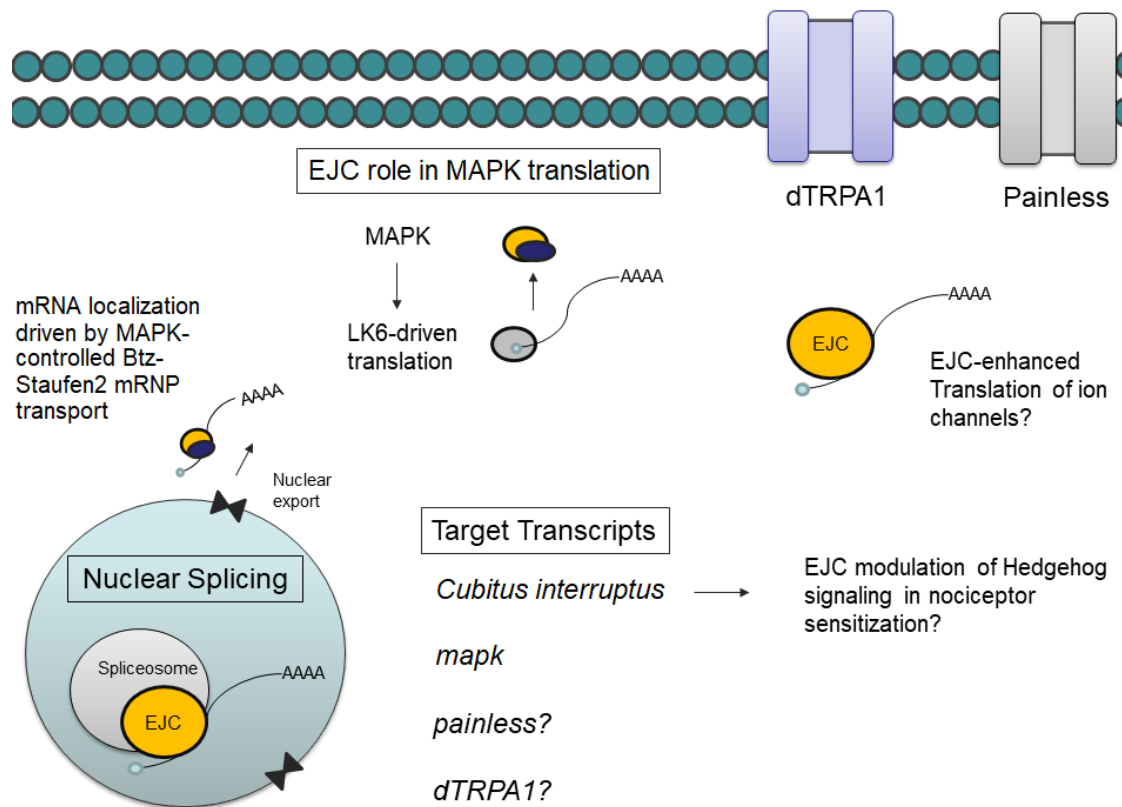 EJC role in MAPK translation
dTRPA1
Painless
MAPK
LK6-driven
translation
AAAA
mRNA localization
driven by MAPK-
controlled Btz-
Staufen2 mRNP
transport
AAAA
EJC
AAAA
EJC-enhanced
Translation of ion
channels?
Nuclear
export
Nuclear Splicing
Spliceosome
EJC
AAAA
Target Transcripts
Cubitus interruptus
mapk
painless?
dTRPA1?
EJC modulation of Hedgehog
signaling in nociceptor
sensitization?